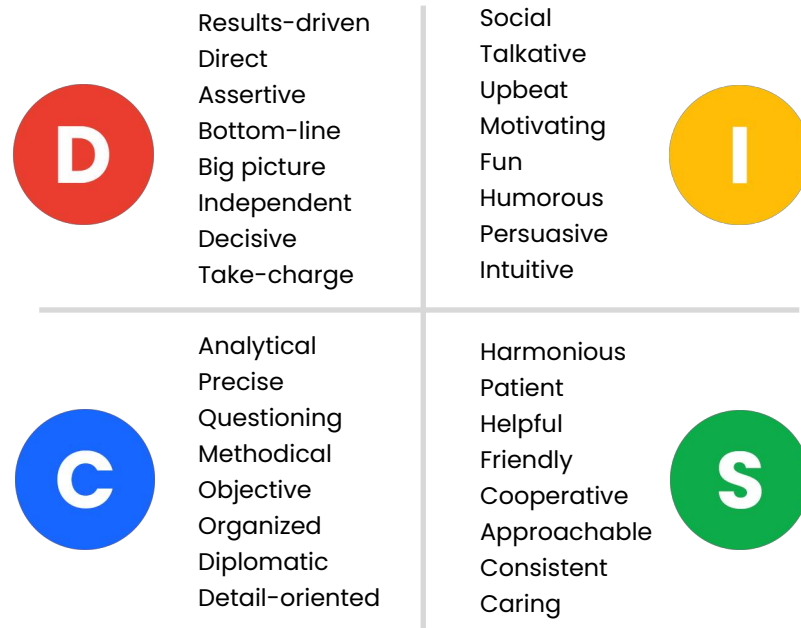 D
Results-driven
Direct
Assertive
Bottom-line
Big picture
Independent
Decisive
Take-charge
Social
Talkative
Upbeat
Motivating
Fun
Humorous
Persuasive
Intuitive
I
C
Analytical
Precise
Questioning
Methodical
Objective
Organized
Diplomatic
Detail-oriented
Harmonious
Patient
Helpful
Friendly
Cooperative
Approachable
Consistent
Caring
S